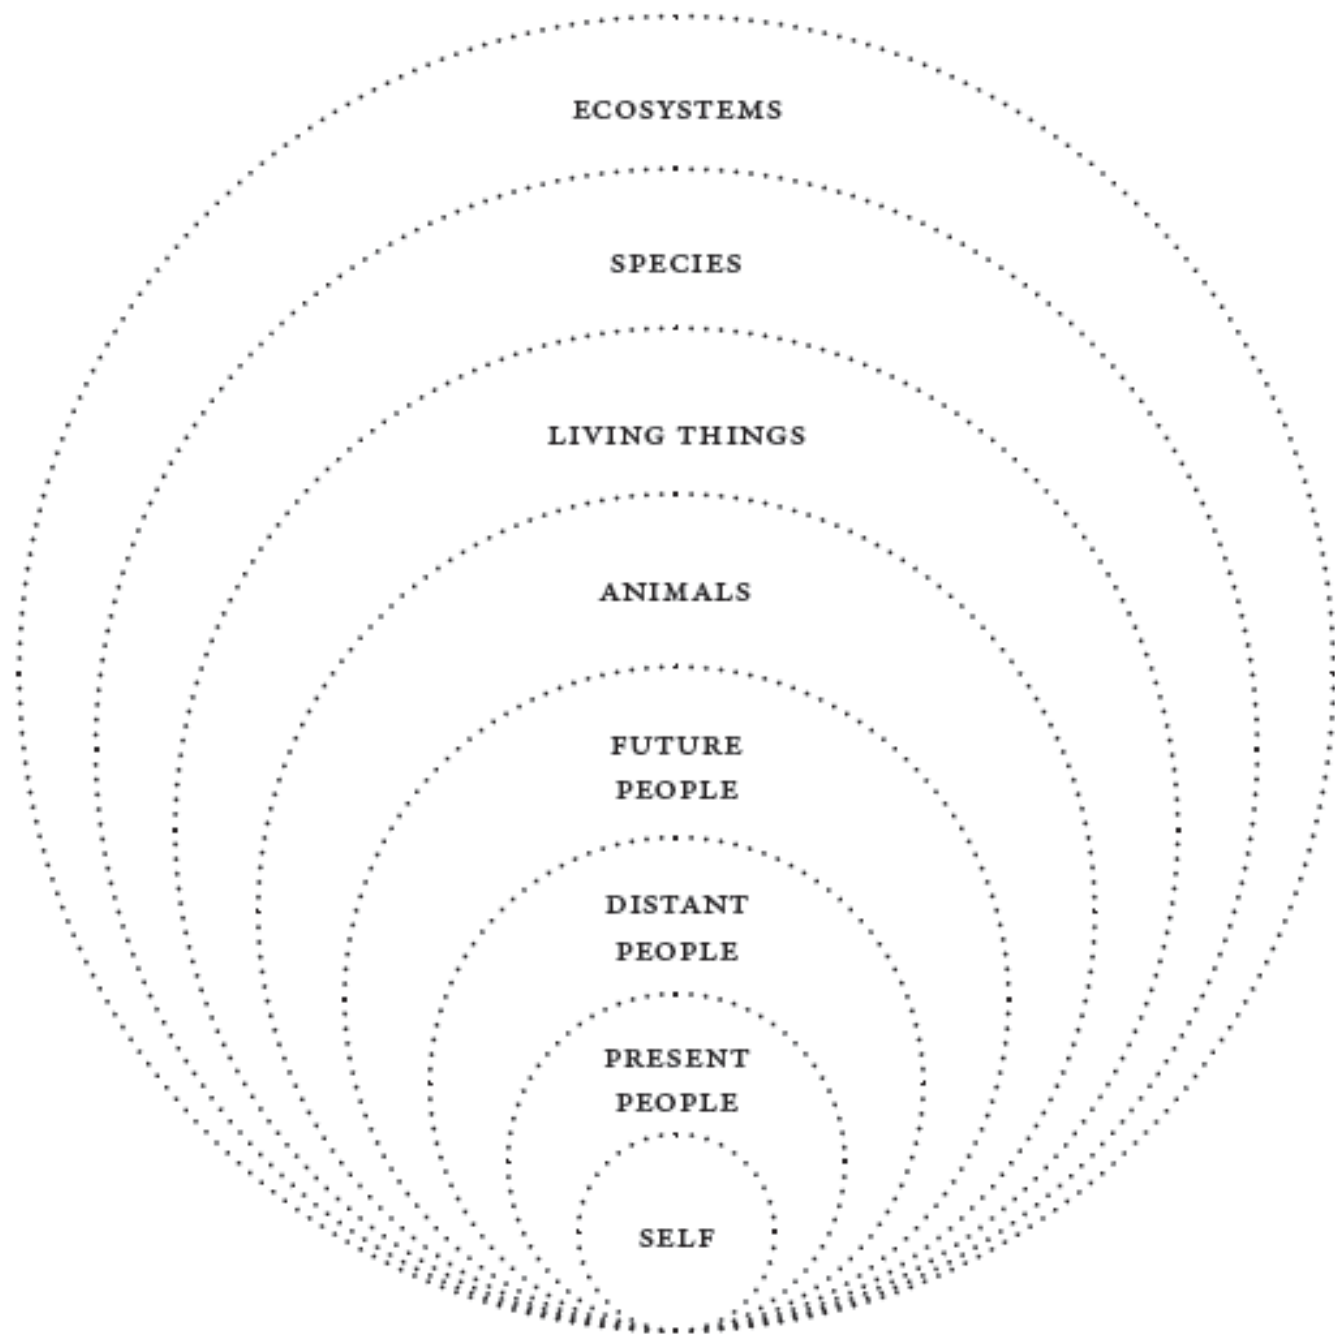 ECOSYSTEMS
SPECIES
LIVING THINGS
ANIMALS
FUTURE
PEOPLE
DISTANT
PEOPLE
PRESENT
PEOPLE
SELF